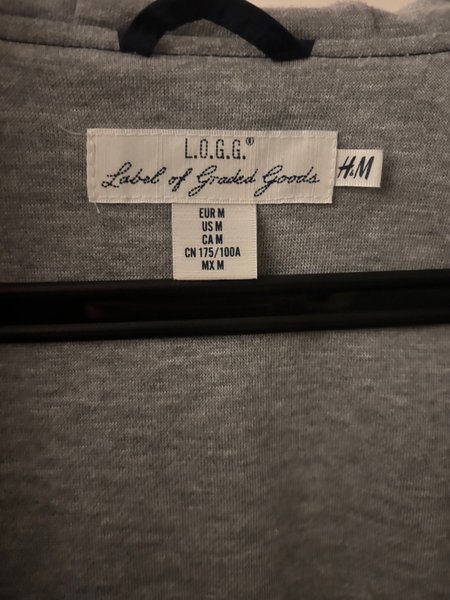 L.O.G.G.®
Label of Graded Goods
H&M
EUR M
US M
CA M
CN 175/100A
MX M